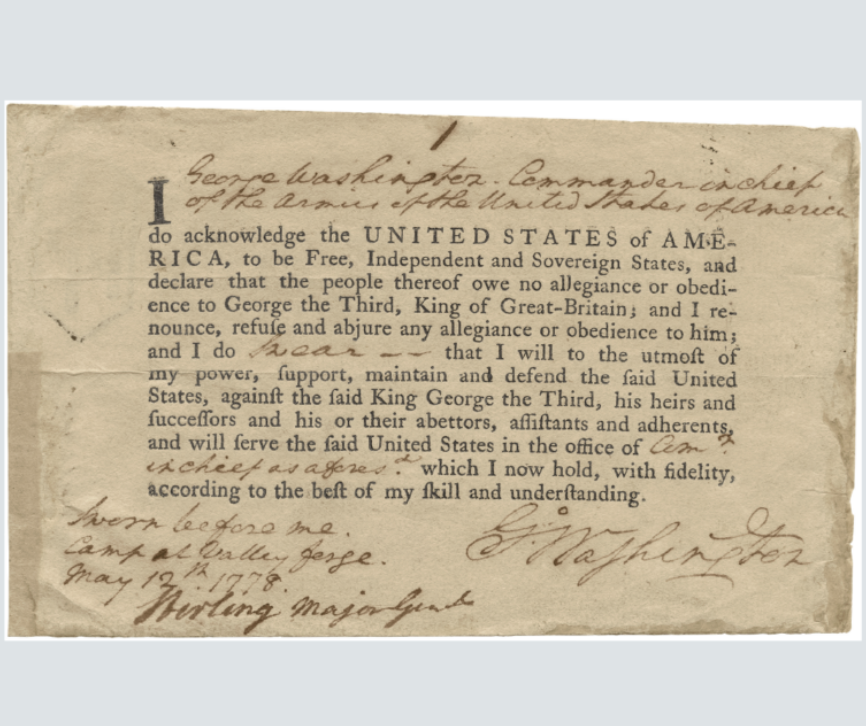 I George Washington Commander in chief
of the Armies of the United States of America
do acknowledge the UNITED STATES of AME-
RICA, to be Free, Independent and Sovereign States, and
declare that the people thereof owe no allegiance or obedi-
ence to George the Third, King of Great-Britain; and I re-
nounce, refuſe and abjure any allegiance or obedience to him;
and I do swear — — that I will to the utmoſt of
my power, ſupport, maintain and defend the ſaid United
States, againſt the ſaid King George the Third, his heirs and
ſucceſſors and his or their abettors, aſſiſtants and adherents,
and will ſerve the ſaid United States in the office of Comr.
in chief as afores.d which I now hold, with fidelity,
according to the beſt of my ſkill and underſtanding.
Sworn before me.
Camp at Valley forge.
May 12th 1778.
Stirling Major Genl
Go: Waſhington